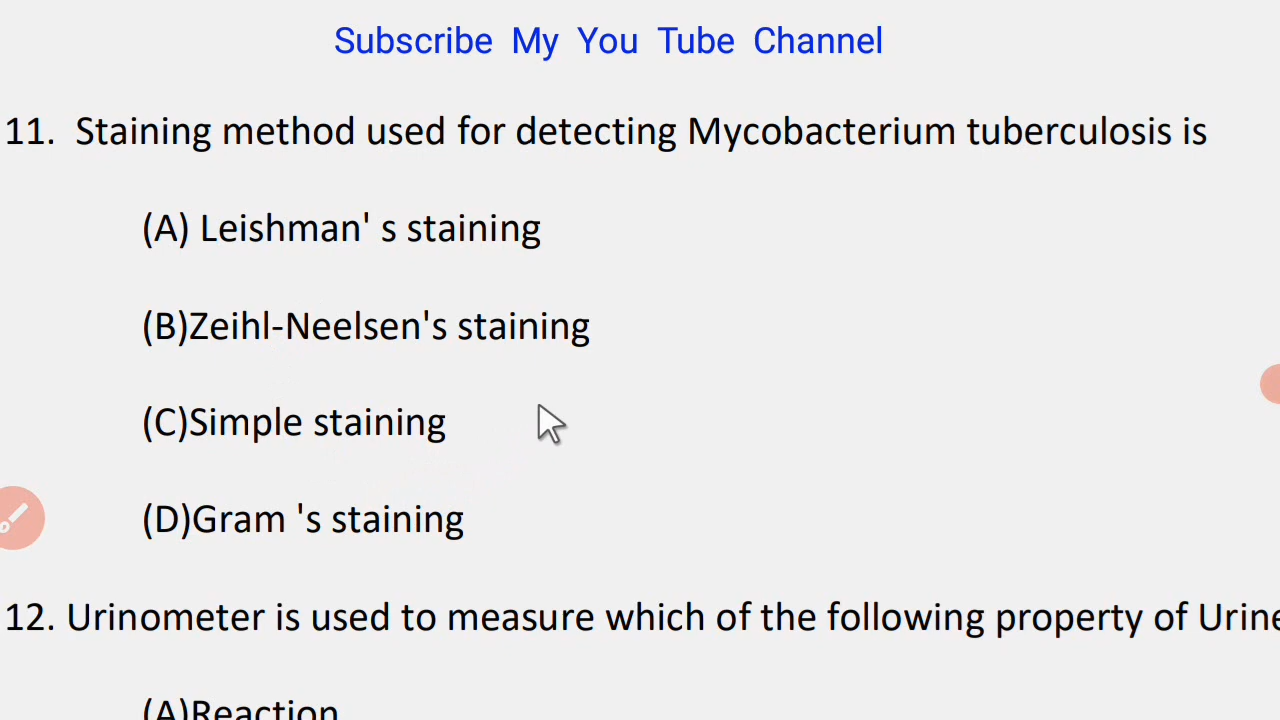 Subscribe My You Tube Channel
11. Staining method used for detecting Mycobacterium tuberculosis is
(A) Leishman' s staining
(B)Zeihl-Neelsen's staining
(C)Simple staining
(D)Gram 's staining
12. Urinometer is used to measure which of the following property of Urine
(A)Reaction